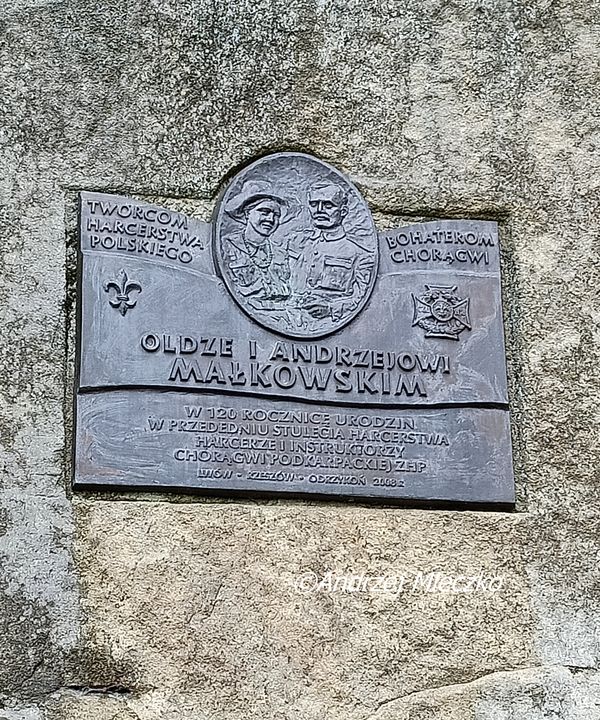 TWÓRCOM
HARCERSTWA
POLSKIEGO
BOHATEROM
CHORĄGWI
OLDZE I ANDRZEJOWI
MAŁKOWSKIM
W 120 ROCZNICĘ URODZIN
W PRZEDEDNIU STULECIA HARCERSTWA
HARCERZE I INSTRUKTORZY
CHORĄGWI PODKARPACKIEJ ZHP
LWÓW • RZESZÓW • ODRZYKOŃ 2008 R
©Andrzej Mleczko